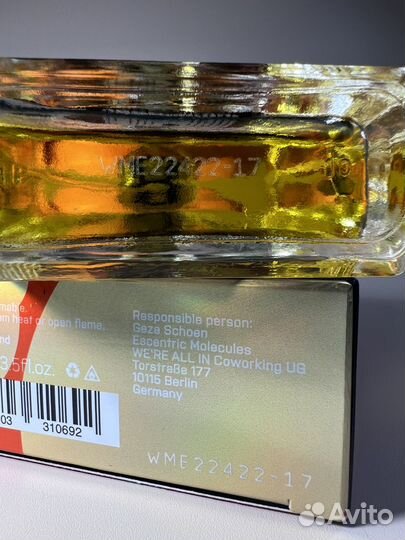 WME22422-17
mable.
om heat or open flame.
nd
3.5fl.oz.
03
310692
Responsible person:
Geza Schoen
Escentric Molecules
WE'RE ALL IN Coworking UG
Torstraße 177
10115 Berlin
Germany
WME22422-17
Avito